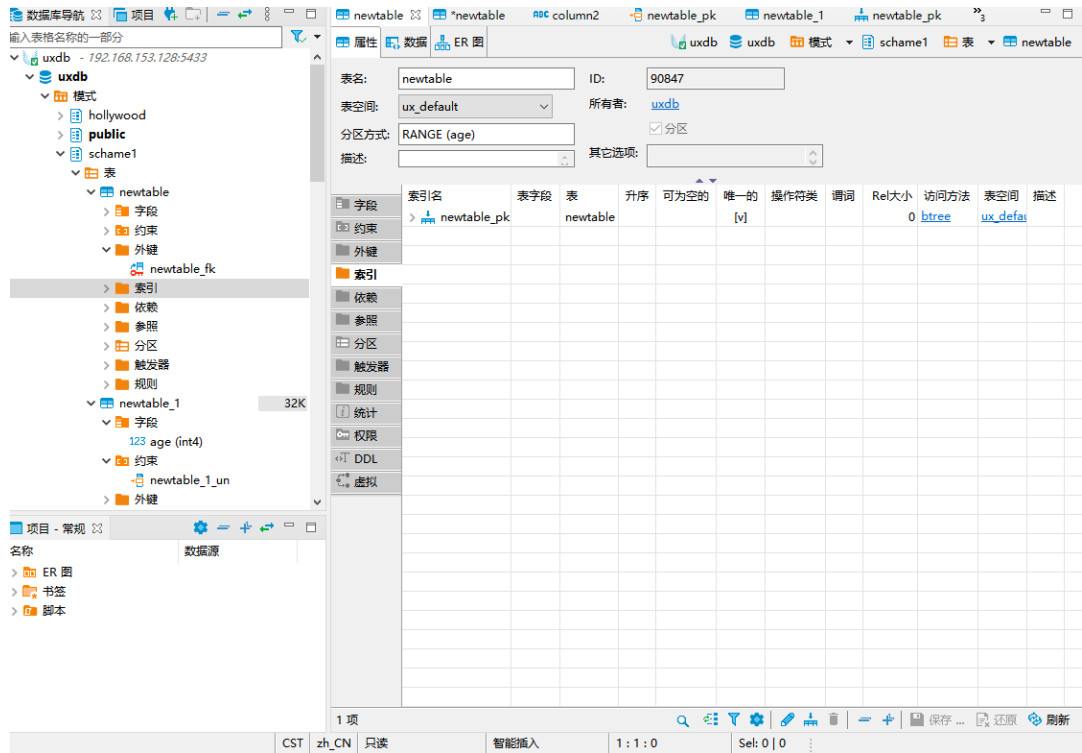 数据库导航 项目
输入表格名称的一部分
uxdb - 192.168.153.128:5433
uxdb
模式
hollywood
public
schame1
表
newtable
字段
约束
外键
newtable_fk
索引
依赖
参照
分区
触发器
规则
newtable_1 32K
字段
123 age (int4)
约束
newtable_1_un
外键
项目 - 常规
名称 数据源
ER 图
书签
脚本
newtable *newtable ABC column2 newtable_pk newtable_1 newtable_pk »3
属性 数据 ER 图 uxdb uxdb 模式 schame1 表 newtable
表名: newtable ID: 90847
表空间: ux_default 所有者: uxdb
分区方式: RANGE (age) 分区
描述: 其它选项:
字段
约束
外键
索引
依赖
参照
分区
触发器
规则
统计
权限
DDL
虚拟
索引名 表字段 表 升序 可为空的 唯一的 操作符类 谓词 Rel大小 访问方法 表空间 描述
newtable_pk newtable [v] 0 btree ux_defau
1 项 保存 ... 还原 刷新
CST zh_CN 只读 智能插入 1 : 1 : 0 Sel: 0 | 0